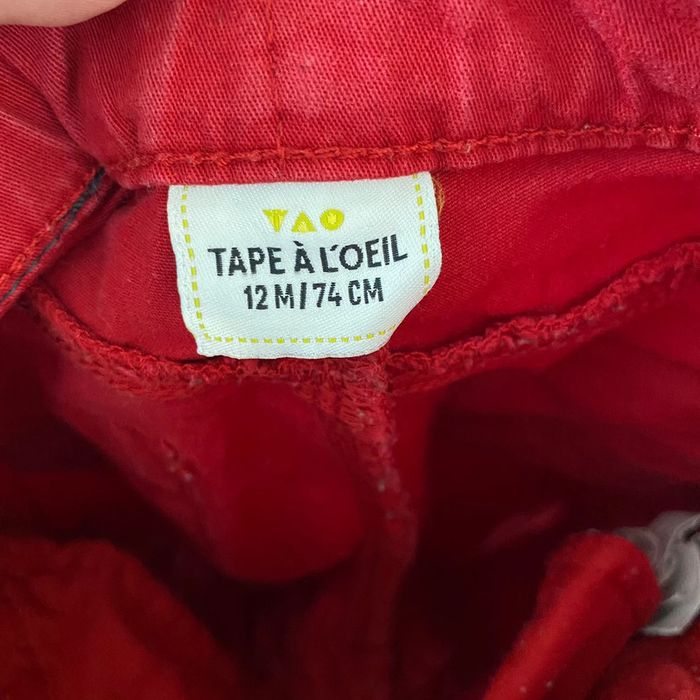 TAO
TAPE À L'OEIL
12 M / 74 CM